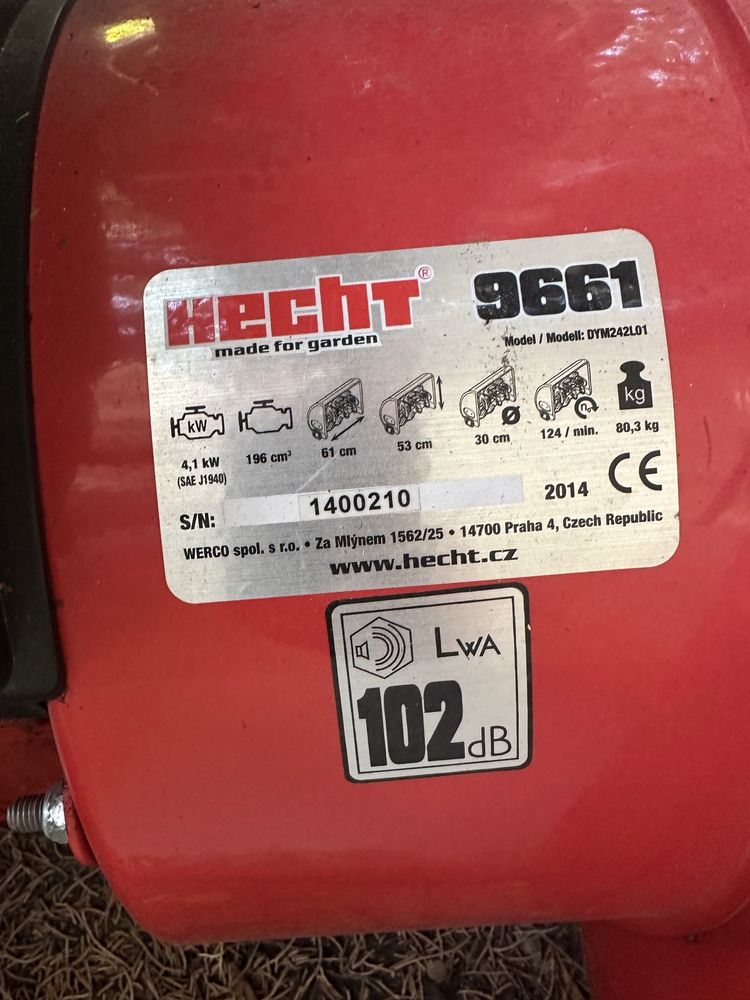 HECHT® 9661
made for garden
Model / Modell: DYM242L01
kW
n
kg
4,1 kW
(SAE J1940)
196 cm³
61 cm
53 cm
30 cm
124 / min.
80,3 kg
S/N: 1400210 2014 CE
WERCO spol. s r.o. • Za Mlýnem 1562/25 • 14700 Praha 4, Czech Republic
www.hecht.cz
LWA
102dB